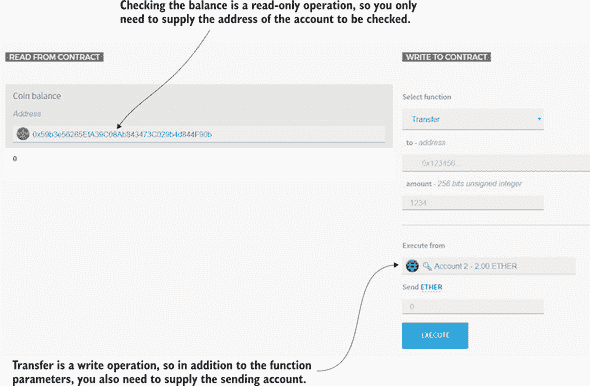 Checking the balance is a read-only operation, so you only
need to supply the address of the account to be checked.
READ FROM CONTRACT
WRITE TO CONTRACT
Coin balance
Address
0
Select function
Transfer
to - address
0x123456...
amount - 256 bits unsigned integer
1234
Execute from
Account 2 - 2.00 ETHER
Send ETHER
0
EXECUTE
Transfer is a write operation, so in addition to the function
parameters, you also need to supply the sending account.